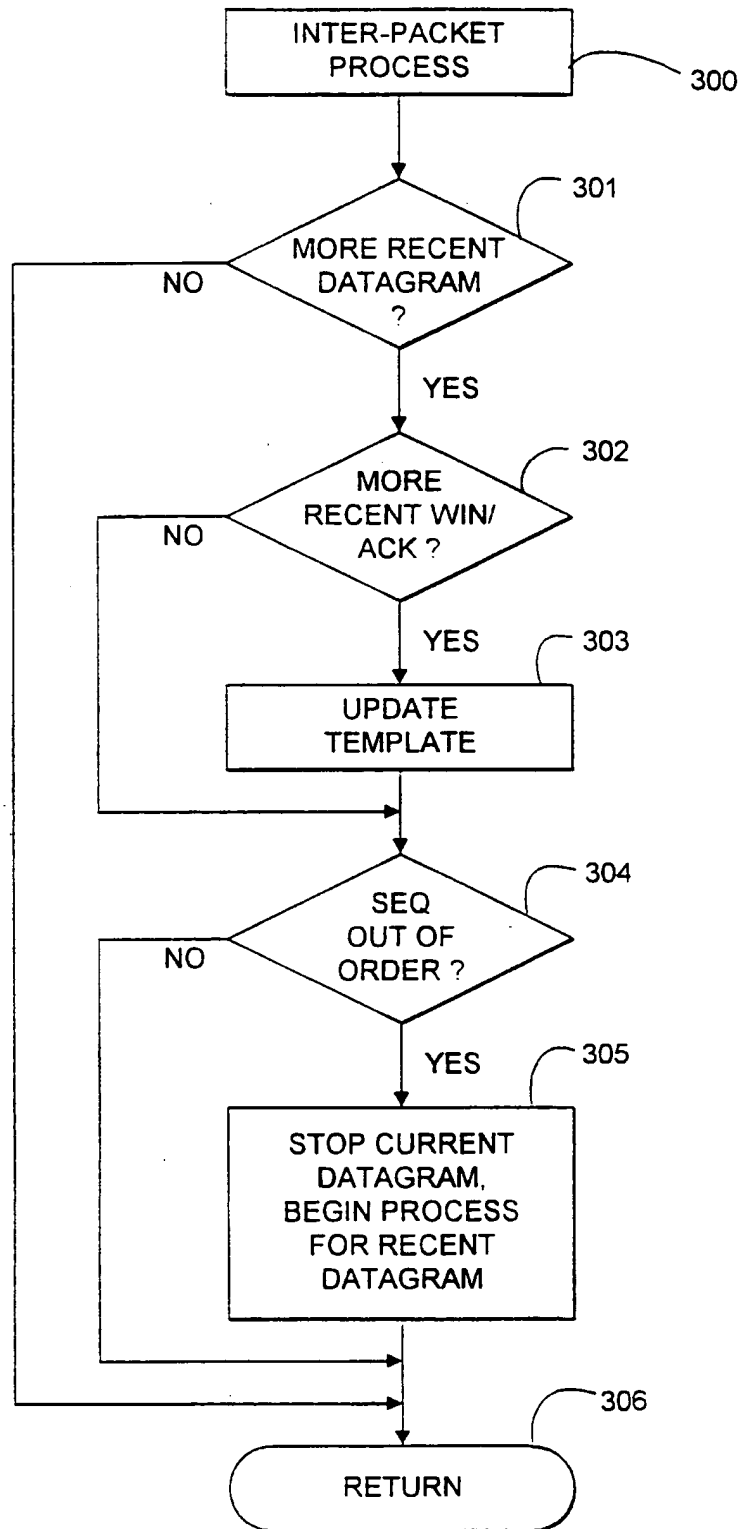 INTER-PACKET
PROCESS
300
301
MORE RECENT
DATAGRAM
?
NO
YES
302
MORE
RECENT WIN/
ACK ?
NO
YES
303
UPDATE
TEMPLATE
304
SEQ
OUT OF
ORDER ?
NO
YES
305
STOP CURRENT
DATAGRAM,
BEGIN PROCESS
FOR RECENT
DATAGRAM
306
RETURN